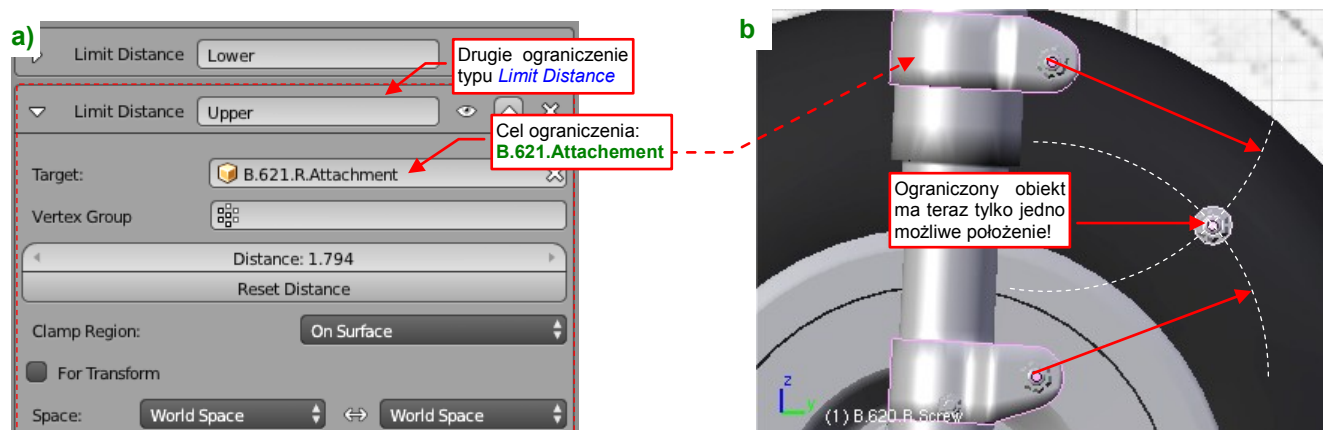 a)
Limit Distance Lower
Drugie ograniczenie
typu Limit Distance
Limit Distance Upper
Cel ograniczenia:
B.621.Attachement
Target: B.621.R.Attachment
Vertex Group
Distance: 1.794
Reset Distance
Clamp Region: On Surface
For Transform
Space: World Space World Space
b
Ograniczony obiekt
ma teraz tylko jedno
możliwe położenie!
z
y
(1) B.620.R.Screw